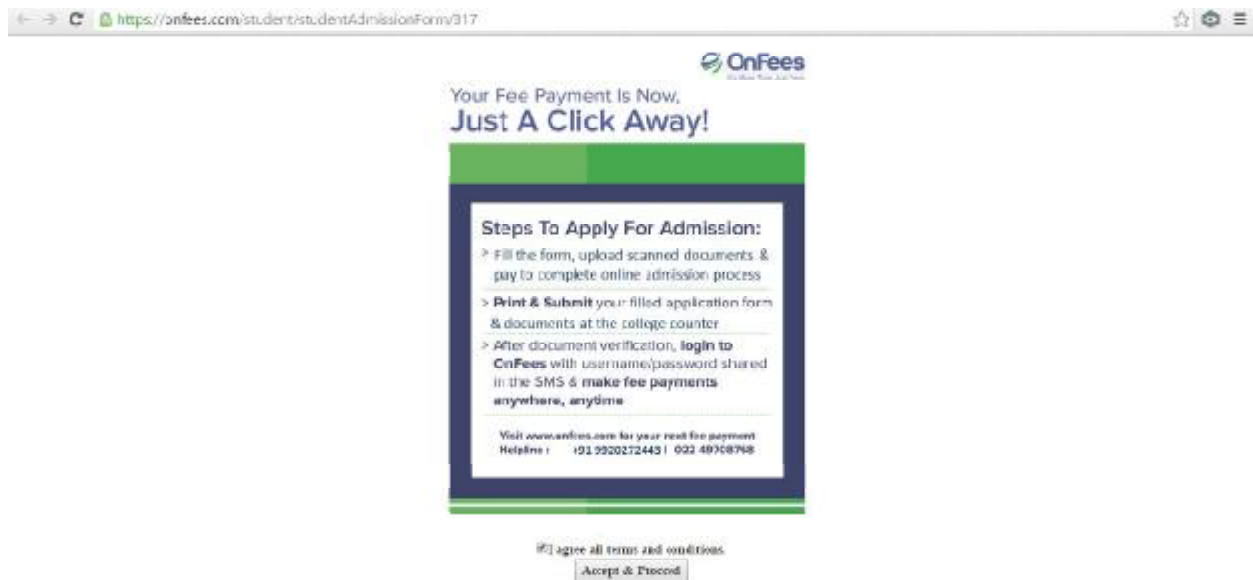 https://onfees.com/student/studentAdmissionForm/317
OnFees
Your Fee Payment Is Now,
Just A Click Away!
Steps To Apply For Admission:
> Fill the form, upload scanned documents &
pay to complete online admission process
> Print & Submit your filled application form
& documents at the college counter
> After document verification, login to
OnFees with username/password shared
in the SMS & make fee payments
anywhere, anytime
Visit www.onfees.com for your next fee payment
Helpline : +91 9920272443 | 022 49708768
I agree all terms and conditions
Accept & Proceed